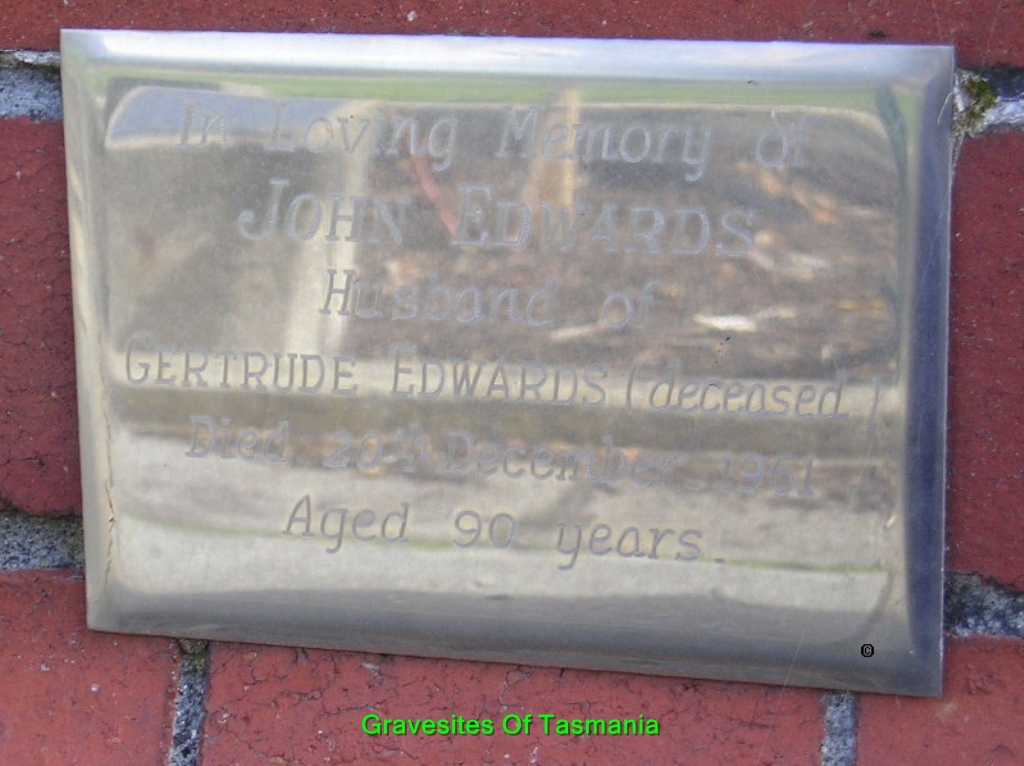 In Loving Memory of
JOHN EDWARDS
Husband of
GERTRUDE EDWARDS (deceased)
Died 20th December 1961
Aged 90 years.
©
Gravesites Of Tasmania